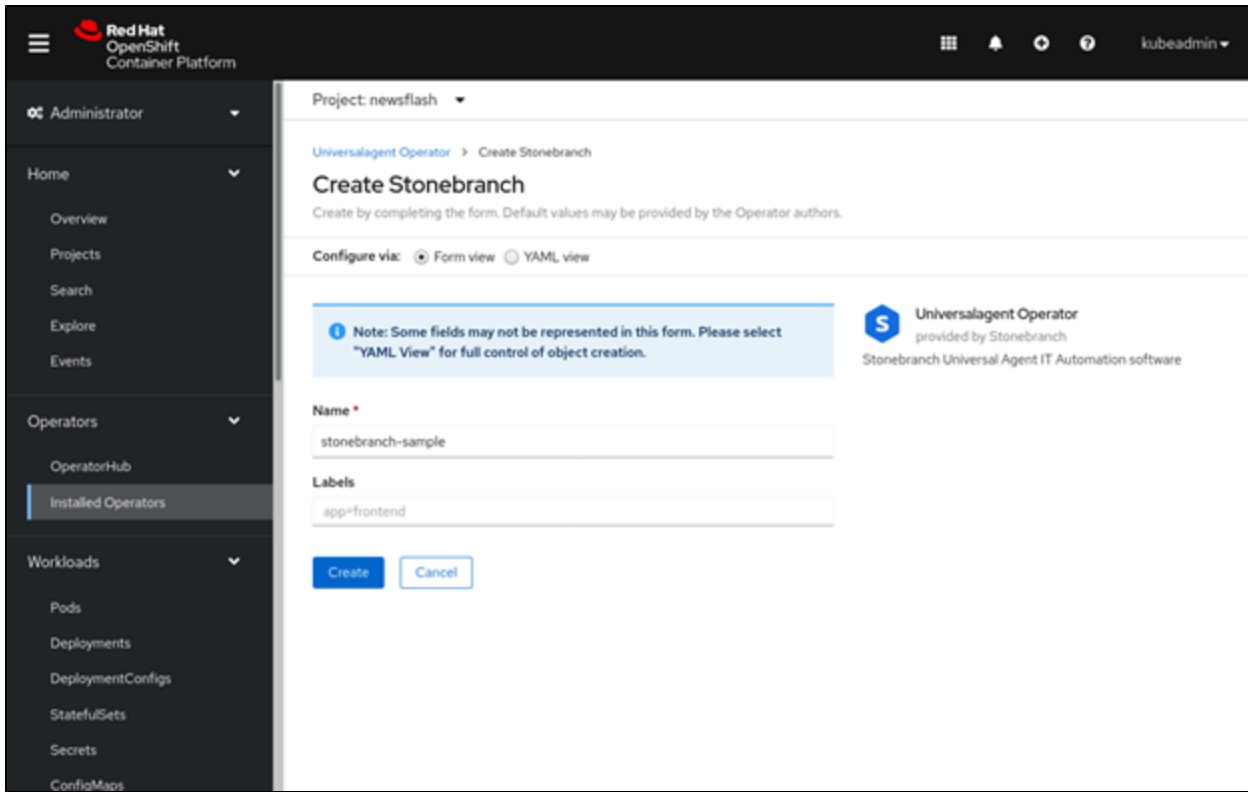 Red Hat
OpenShift
Container Platform
kubeadmin
Administrator
Home
Overview
Projects
Search
Explore
Events
Operators
OperatorHub
Installed Operators
Workloads
Pods
Deployments
DeploymentConfigs
StatefulSets
Secrets
ConfigMaps
Project: newsflash
Universalagent Operator > Create Stonebranch
Create Stonebranch
Create by completing the form. Default values may be provided by the Operator authors.
Configure via: Form view YAML view
Note: Some fields may not be represented in this form. Please select
"YAML View" for full control of object creation.
Name *
stonebranch-sample
Labels
app=frontend
Create Cancel
S
Universalagent Operator
provided by Stonebranch
Stonebranch Universal Agent IT Automation software